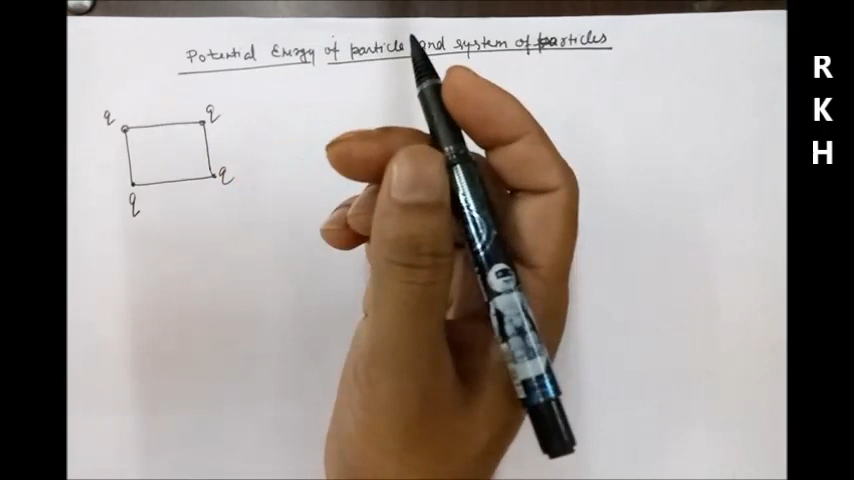 Potential Energy of particle and system of particles
q q
q q
R
K
H